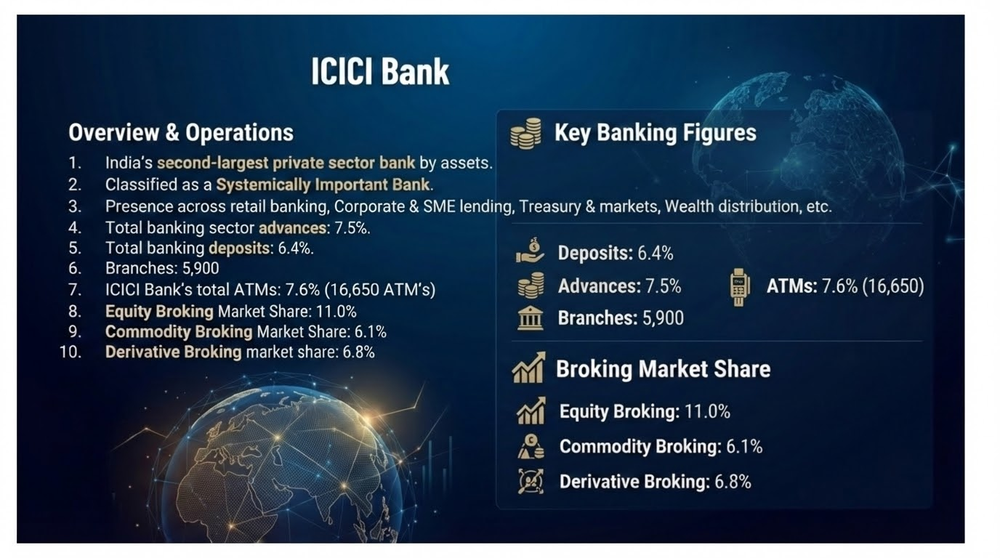 ICICI Bank
Overview & Operations
1. India's second-largest private sector bank by assets.
2. Classified as a Systemically Important Bank.
3. Presence across retail banking, Corporate & SME lending, Treasury & markets, Wealth distribution, etc.
4. Total banking sector advances: 7.5%.
5. Total banking deposits: 6.4%.
6. Branches: 5,900
7. ICICI Bank's total ATMs: 7.6% (16,650 ATM's)
8. Equity Broking Market Share: 11.0%
9. Commodity Broking Market Share: 6.1%
10. Derivative Broking market share: 6.8%
Key Banking Figures
Deposits: 6.4%
Advances: 7.5%
Branches: 5,900
ATMs: 7.6% (16,650)
Broking Market Share
Equity Broking: 11.0%
Commodity Broking: 6.1%
Derivative Broking: 6.8%